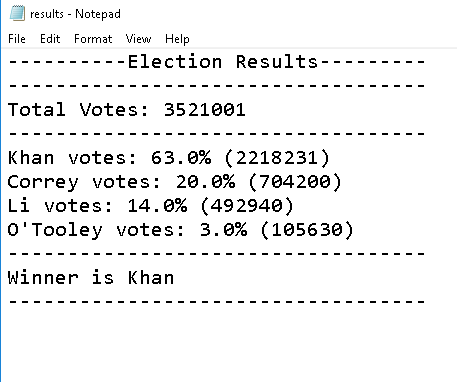 results - Notepad
File Edit Format View Help
----------Election Results---------
-----------------------------------
Total Votes: 3521001
-----------------------------------
Khan votes: 63.0% (2218231)
Correy votes: 20.0% (704200)
Li votes: 14.0% (492940)
O'Tooley votes: 3.0% (105630)
-----------------------------------
Winner is Khan
-----------------------------------